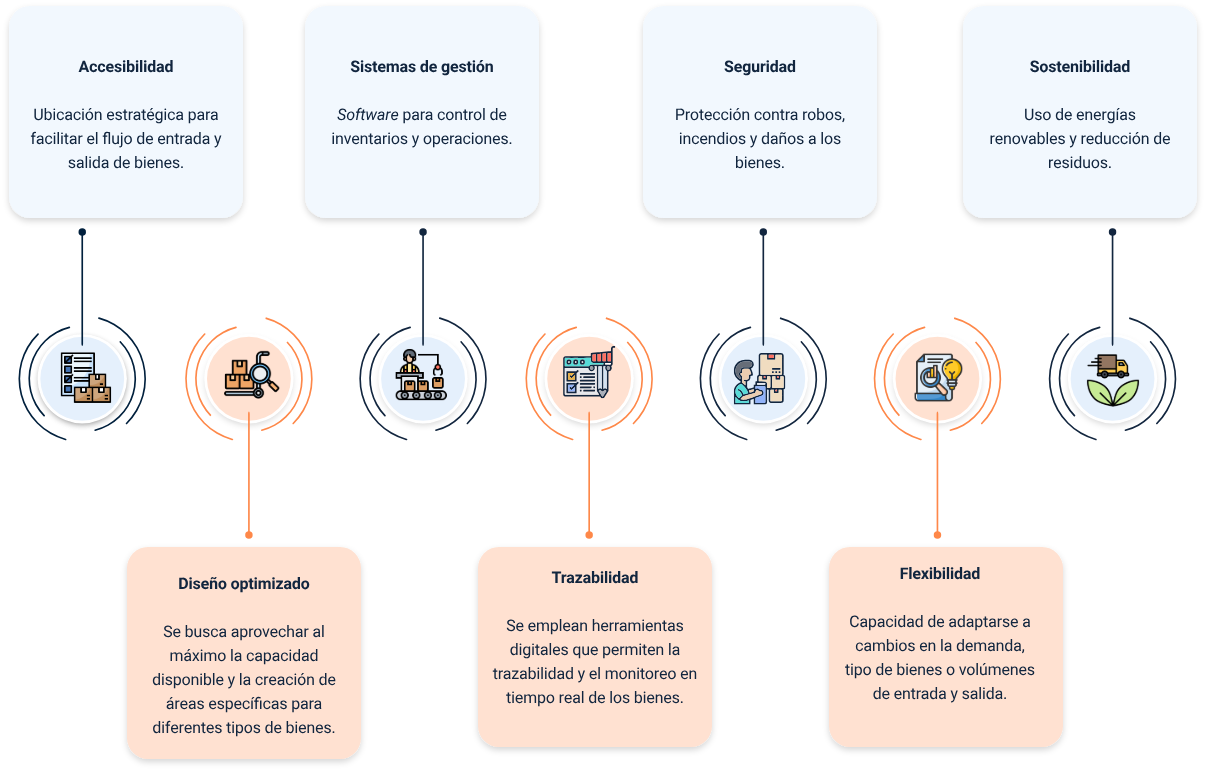 Accesibilidad
Ubicación estratégica para
facilitar el flujo de entrada y
salida de bienes.
Sistemas de gestión
Software para control de
inventarios y operaciones.
Seguridad
Protección contra robos,
incendios y daños a los
bienes.
Sostenibilidad
Uso de energías
renovables y reducción de
residuos.
Diseño optimizado
Se busca aprovechar al
máximo la capacidad
disponible y la creación de
áreas específicas para
diferentes tipos de bienes.
Trazabilidad
Se emplean herramientas
digitales que permiten la
trazabilidad y el monitoreo en
tiempo real de los bienes.
Flexibilidad
Capacidad de adaptarse a
cambios en la demanda,
tipo de bienes o volúmenes
de entrada y salida.